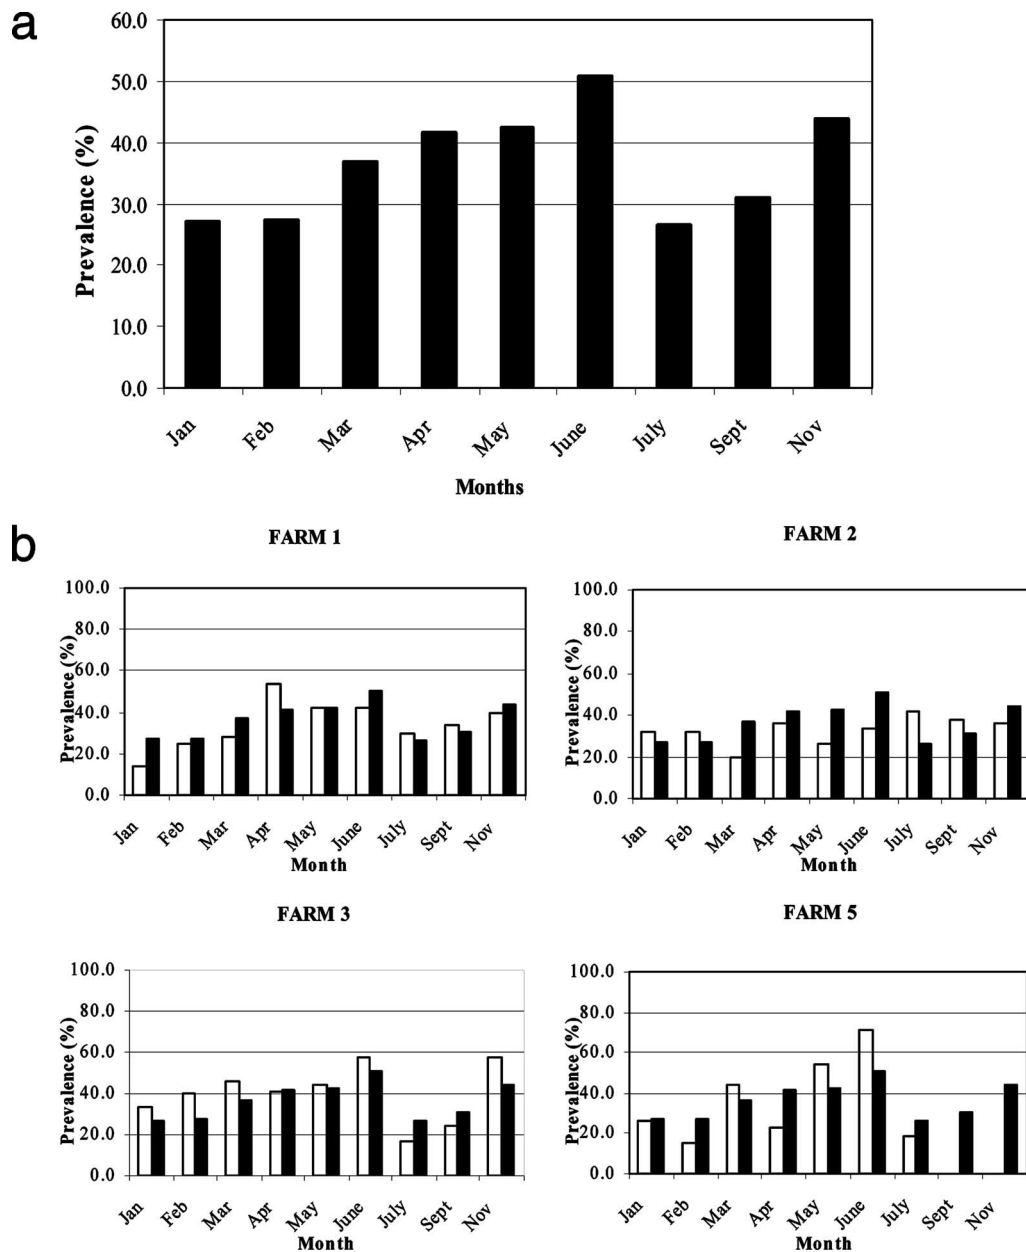 a
Prevalence (%)
60.0
50.0
40.0
30.0
20.0
10.0
0.0
Jan Feb Mar Apr May June July Sept Nov
Months
b
FARM 1
Prevalence (%)
100.0
80.0
60.0
40.0
20.0
0.0
Jan Feb Mar Apr May June July Sept Nov
Month
FARM 2
Prevalence (%)
100.0
80.0
60.0
40.0
20.0
0.0
Jan Feb Mar Apr May June July Sept Nov
Month
FARM 3
Prevalence (%)
100.0
80.0
60.0
40.0
20.0
0.0
Jan Feb Mar Apr May June July Sept Nov
Month
FARM 5
Prevalence (%)
100.0
80.0
60.0
40.0
20.0
0.0
Jan Feb Mar Apr May June July Sept Nov
Month